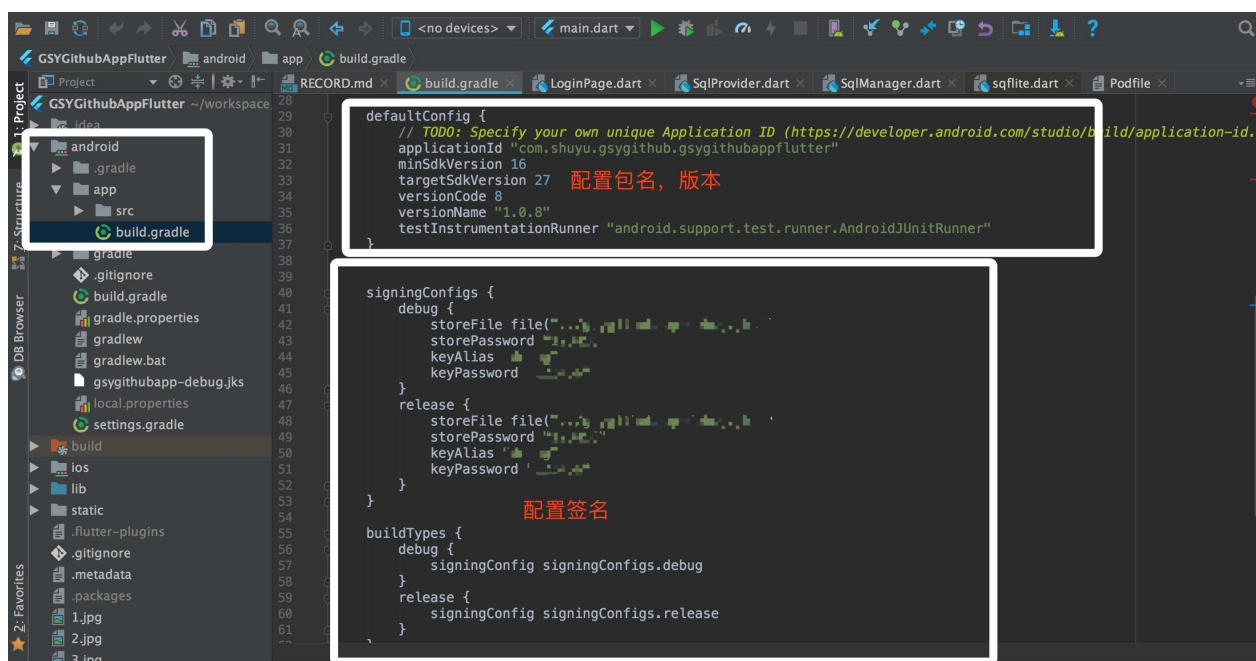 <no devices>
main.dart
GSYGithubAppFlutter
android
app
build.gradle
1: Project
Project
RECORD.md
build.gradle
LoginPage.dart
SqlProvider.dart
SqlManager.dart
sqflite.dart
Podfile
GSYGithubAppFlutter ~/workspace
.idea
android
.gradle
app
src
build.gradle
gradle
.gitignore
build.gradle
gradle.properties
gradlew
gradlew.bat
gsygithubapp-debug.jks
local.properties
settings.gradle
build
ios
lib
static
.flutter-plugins
.gitignore
.metadata
.packages
1.jpg
2.jpg
Z: Structure
DB Browser
2: Favorites
28
29 defaultConfig {
30 // TODO: Specify your own unique Application ID (https://developer.android.com/studio/build/application-id.
31 applicationId "com.shuyu.gsygithub.gsygithubappflutter"
32 minSdkVersion 16
33 targetSdkVersion 27
配置包名，版本
34 versionCode 8
35 versionName "1.0.8"
36 testInstrumentationRunner "android.support.test.runner.AndroidJUnitRunner"
37 }
38
39
40 signingConfigs {
41 debug {
42 storeFile file("
43 storePassword
44 keyAlias
45 keyPassword
46 }
47 release {
48 storeFile file("
49 storePassword
50 keyAlias
51 keyPassword
52 }
53 }
配置签名
54
55 buildTypes {
56 debug {
57 signingConfig signingConfigs.debug
58 }
59 release {
60 signingConfig signingConfigs.release
61 }